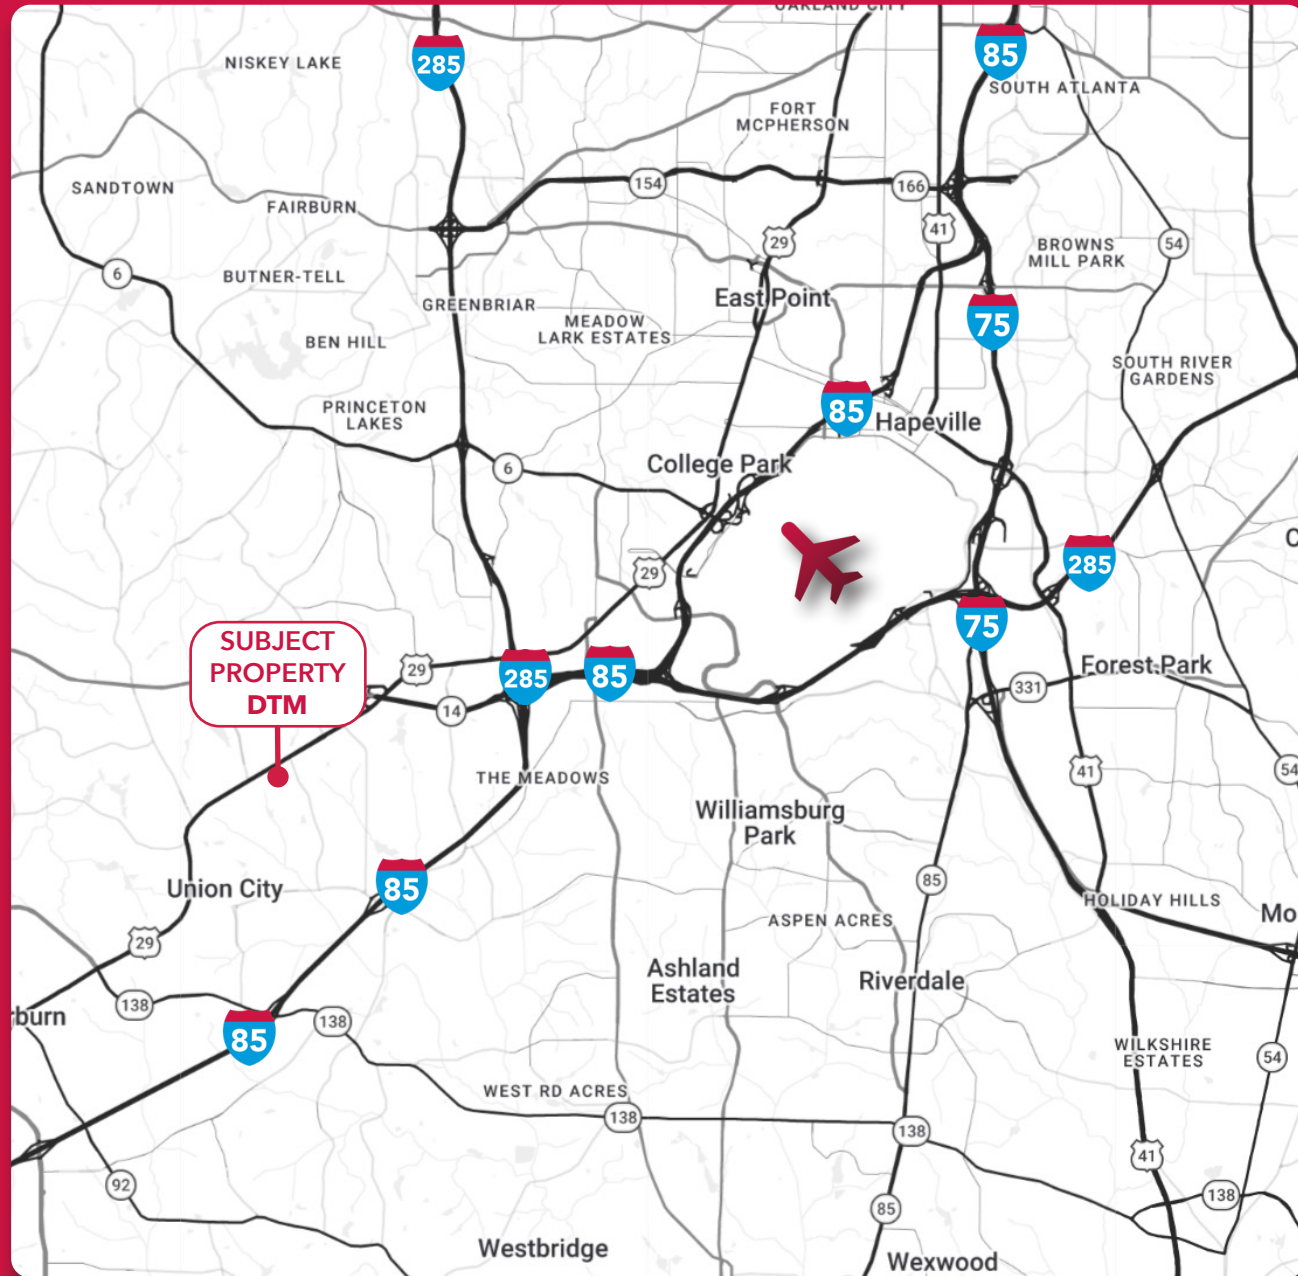 OAKLAND CITY
NISKEY LAKE
285
85
SOUTH ATLANTA
FORT
MCPHERSON
SANDTOWN
154
166
FAIRBURN
41
29
54
BROWNS
MILL PARK
6
BUTNER-TELL
GREENBRIAR
East Point
MEADOW
LARK ESTATES
75
BEN HILL
SOUTH RIVER
GARDENS
PRINCETON
LAKES
85
Hapeville
6
College Park
29
285
75
SUBJECT
PROPERTY
DTM
29
285
85
331
Forest Park
14
THE MEADOWS
41
54
Williamsburg
Park
85
Union City
85
HOLIDAY HILLS
Mo
29
ASPEN ACRES
Ashland
Estates
Riverdale
138
rburn
138
85
WILKSHIRE
ESTATES
54
WEST RD ACRES
138
138
41
92
138
85
Westbridge
Wexwood